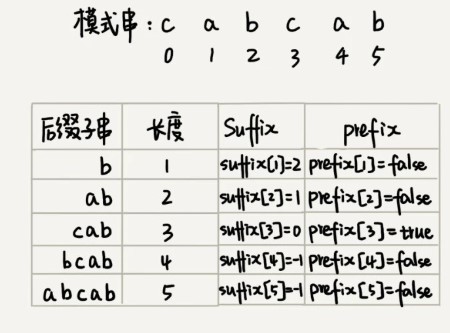 模式串:c a b c a b
0 1 2 3 4 5
后缀子串 长度 Suffix prefix
b 1 suffix[1]=2 prefix[1]=false
ab 2 suffix[2]=1 prefix[2]=false
cab 3 suffix[3]=0 prefix[3]=true
bcab 4 suffix[4]=-1 prefix[4]=false
abcab 5 suffix[5]=-1 prefix[5]=false